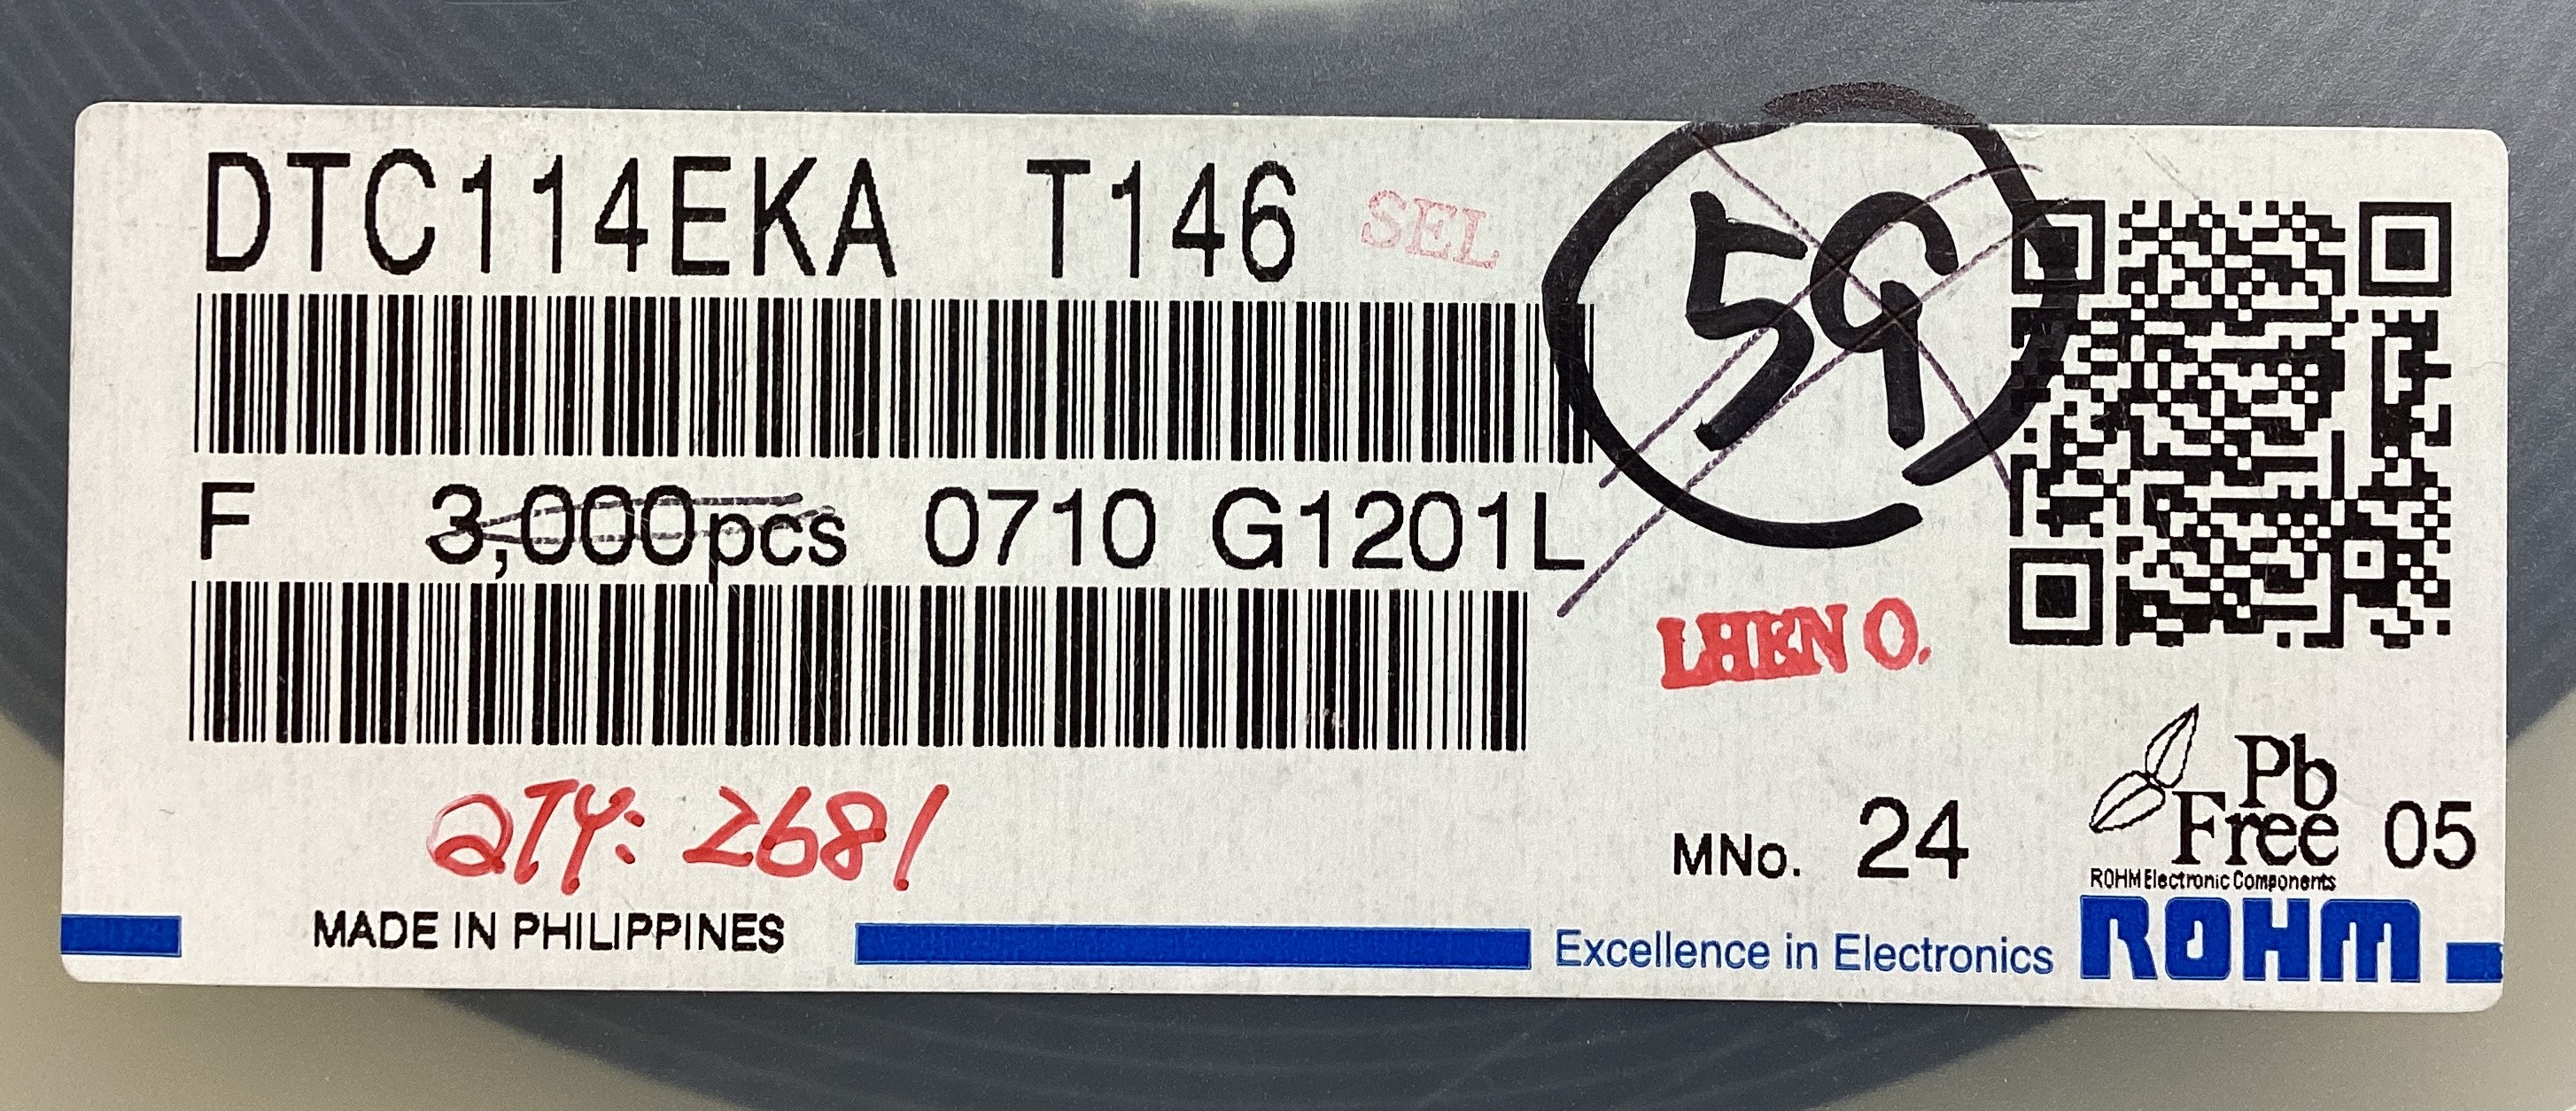 DTC114EKA T146 SEL
59
F 3,000pcs 0710 G1201L
LHEN O.
QTY: 2681
MNo. 24
Pb
Free 05
ROHM Electronic Components
MADE IN PHILIPPINES
Excellence in Electronics ROHM